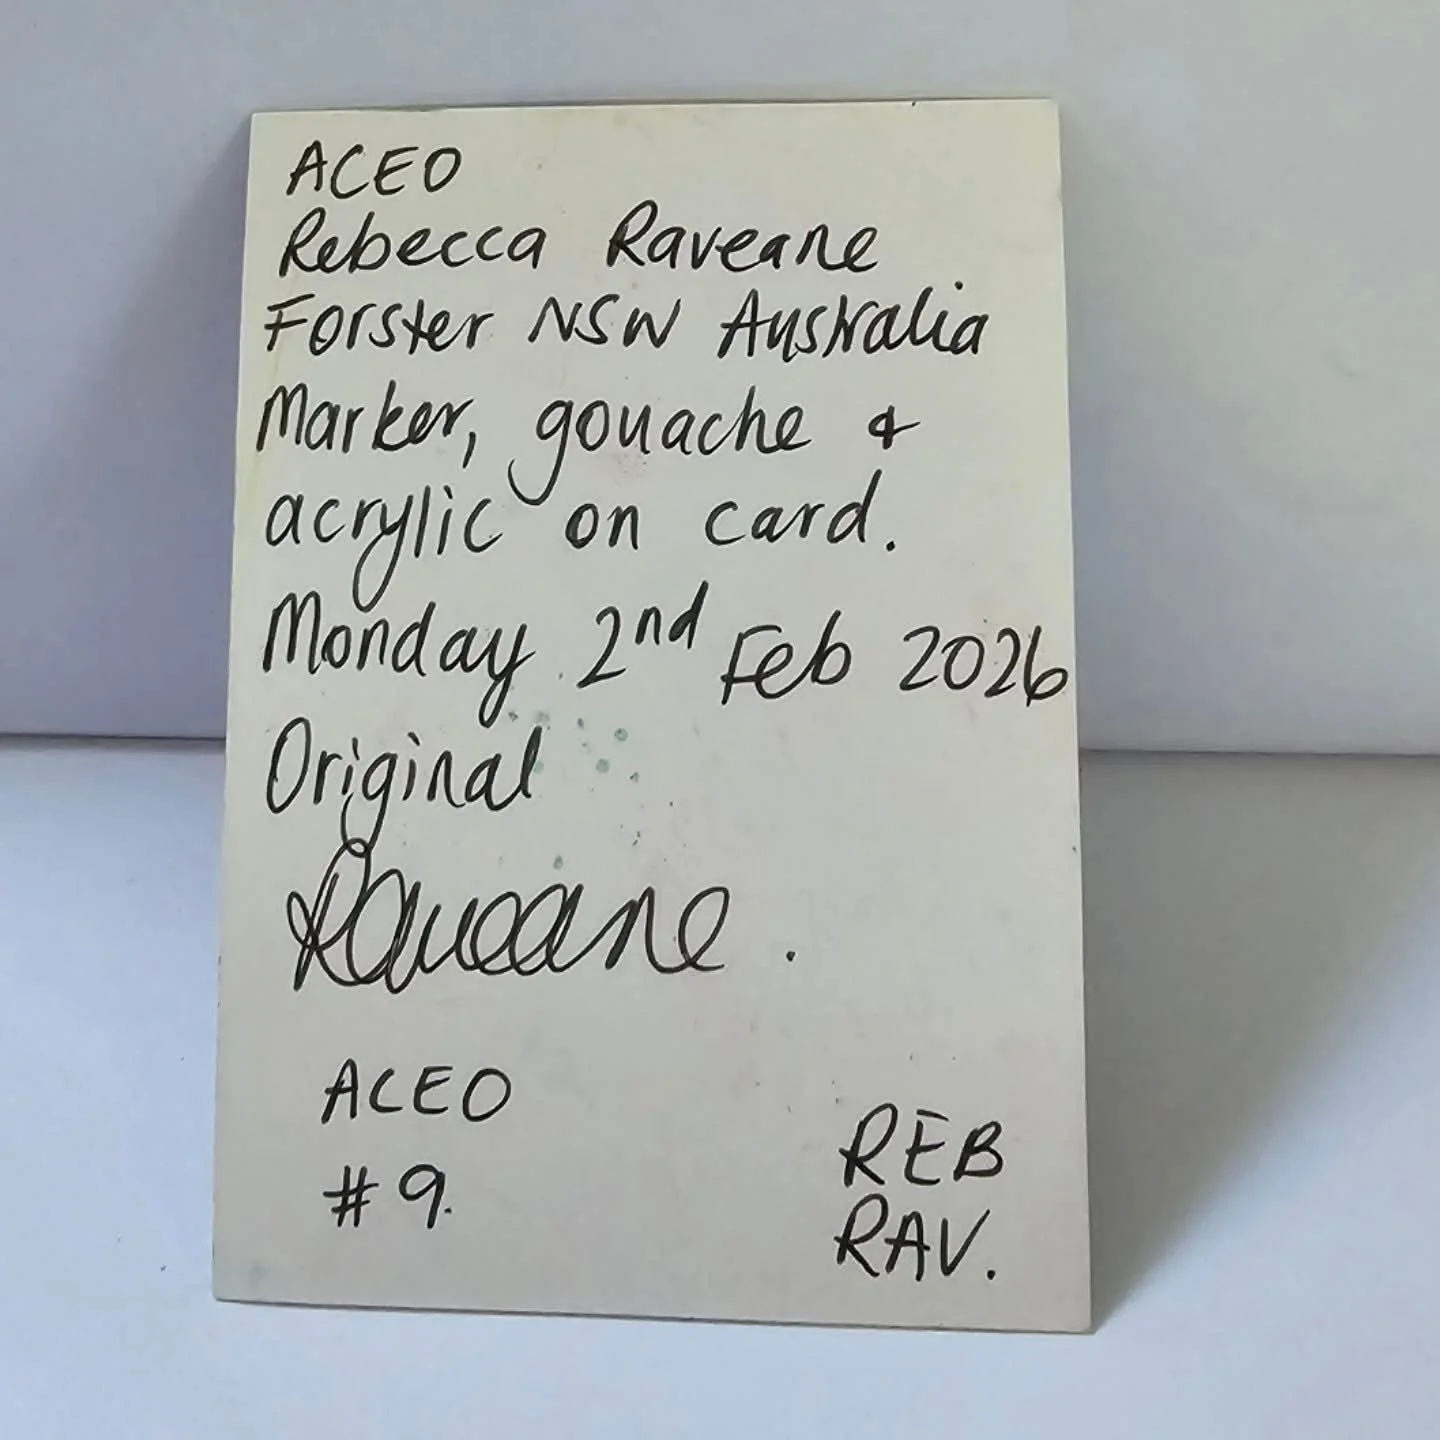 ACEO
Rebecca Raveane
Forster NSW Australia
Marker, gouache &
acrylic on card.
Monday 2nd Feb 2026
Original
Raveane.
ACEO
#9.
REB
RAV.